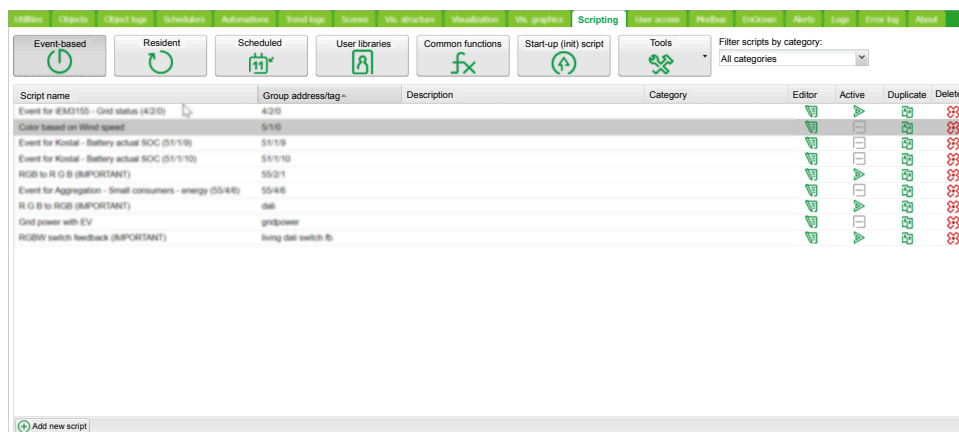 Utilities Objects Object logs Schedulers Automations Trend logs Scenes Vis. structure Visualization Vis. graphics Scripting User access Modbus EnOcean Alerts Logs Error log About
Event-based Resident Scheduled User libraries Common functions Start-up (init) script Tools Filter scripts by category:
11 8 fx All categories
Script name Group address/tag Description Category Editor Active Duplicate Delete
Event for iEM3155 - Grid status (4/2/0) 4/2/0
Color based on Wind speed 5/1/0
Event for Kostal - Battery actual SOC (51/1/9) 51/1/9
Event for Kostal - Battery actual SOC (51/1/10) 51/1/10
RGB to R G B (IMPORTANT) 55/2/1
Event for Aggregation - Small consumers - energy (55/4/6) 55/4/6
R G B to RGB (IMPORTANT) dali
Grid power with EV gridpower
RGBW switch feedback (IMPORTANT) living dali switch fb
Add new script